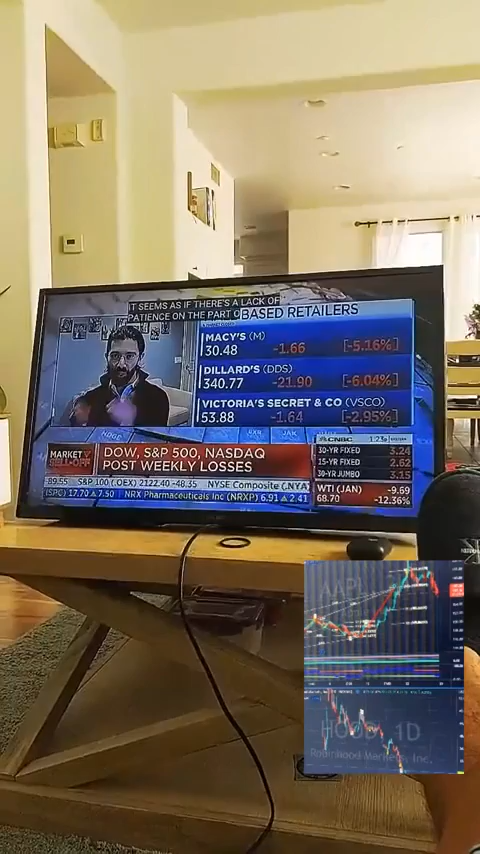 IT SEEMS AS IF THERE'S A LACK OF
PATIENCE ON THE PART O
BASED RETAILERS
MACY'S (M)
30.48 -1.66 [-5.16%]
DILLARD'S (DDS)
340.77 -21.90 [-6.04%]
VICTORIA'S SECRET & CO (VSCO)
53.88 -1.64 [-2.95%]
MARKET
SELL-OFF
DOW, S&P 500, NASDAQ
POST WEEKLY LOSSES
CNBC
30-YR FIXED 3.24
15-YR FIXED 2.62
30-YR JUMBO 3.15
WTI (JAN) -9.69
68.70 -12.36%
89.55 S&P 100 (.OEX) 2122.40 -48.35 NYSE Composite (.NYA
(SPC) 17.70 ▲ 7.50 NRX Pharmaceuticals Inc (NRXP) 6.91 ▲ 2.41
AAPL
HOOD, 1D
Robinhood Markets, Inc.